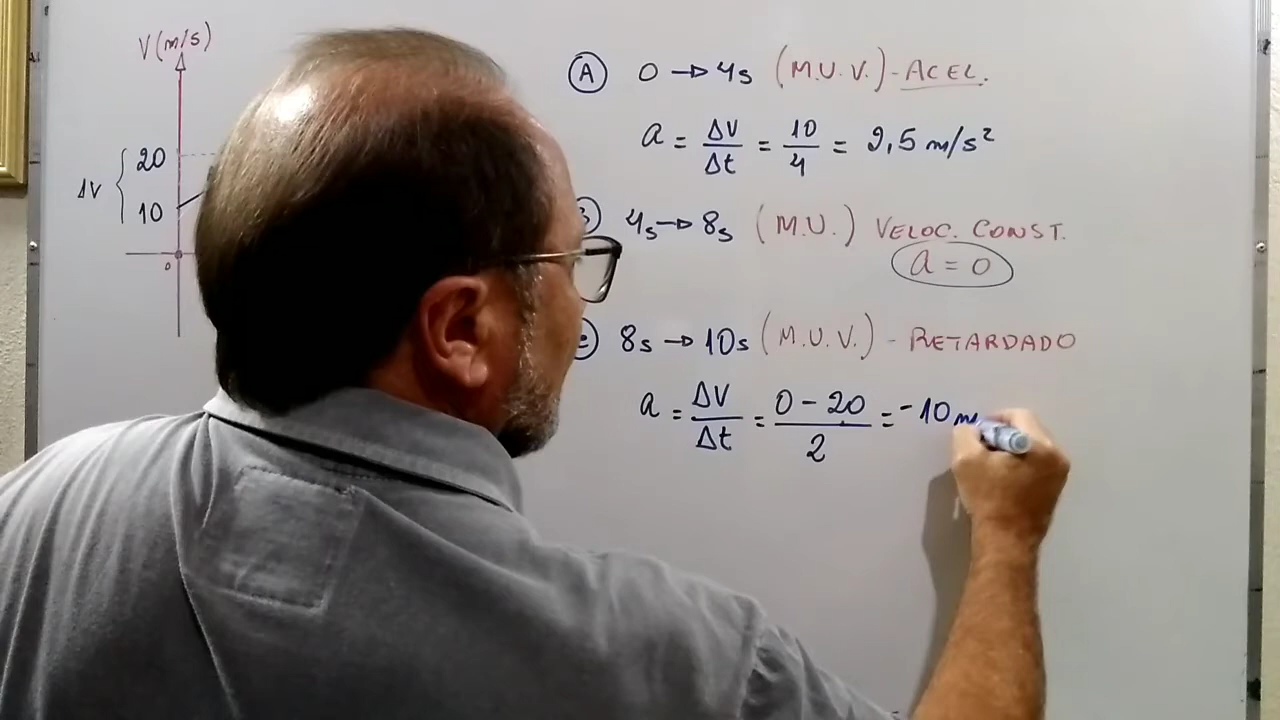 V(m/s)
20
ΔV
10
0
A 0 → 4s (M.U.V.) - ACEL.
a = ΔV/Δt = 10/4 = 2,5 m/s²
4s → 8s (M.U.) VELOC. CONST.
a = 0
8s → 10s (M.U.V.) - RETARDADO
a = ΔV/Δt = 0 - 20/2 = -10 m